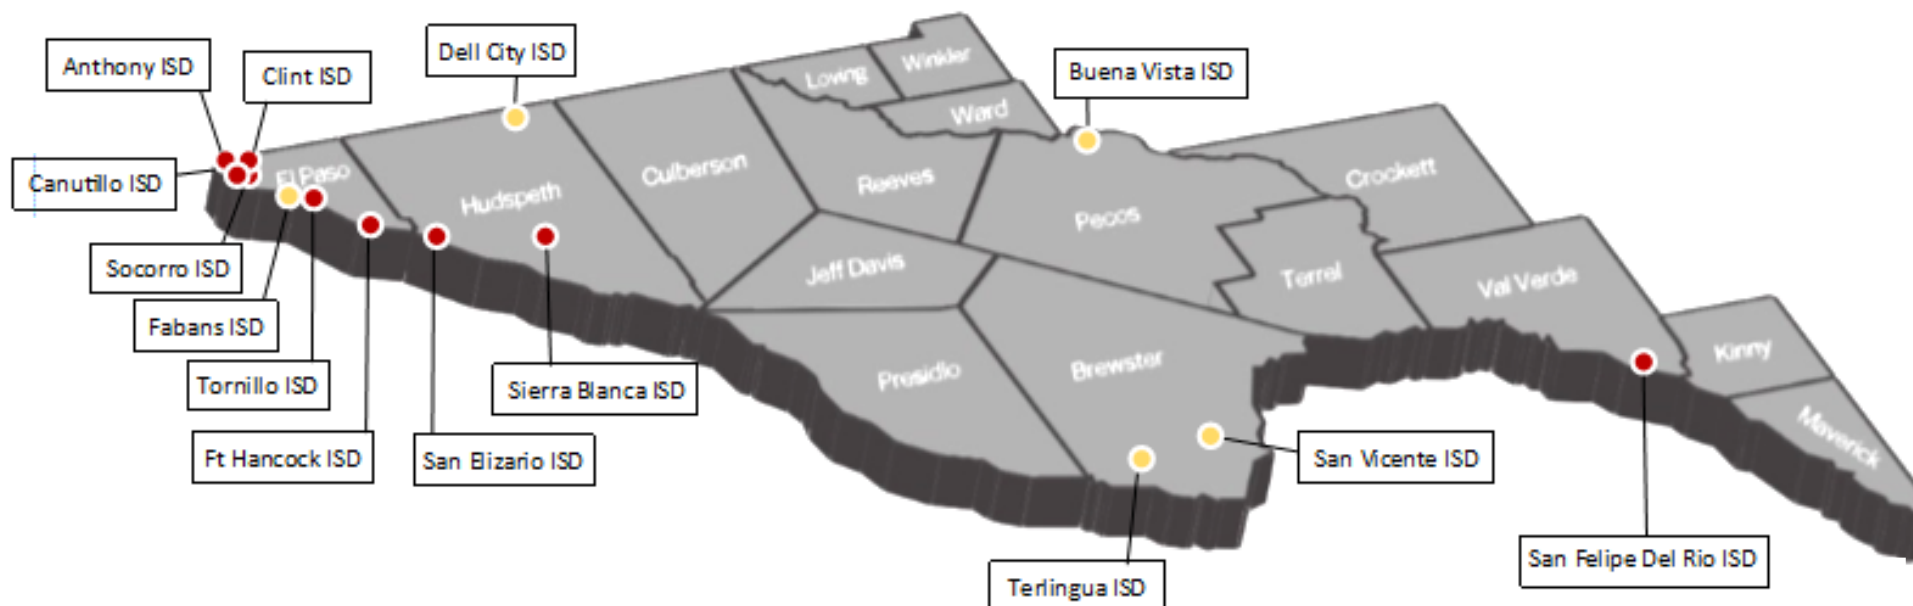 Anthony ISD
Clint ISD
Dell City ISD
Buena Vista ISD
Loving
Winkler
Ward
Canutillo ISD
El Paso
Hudspeth
Culberson
Reeves
Pecos
Crockett
Socorro ISD
Jeff Davis
Terrel
Val Verde
Fabans ISD
Tornillo ISD
Sierra Blanca ISD
Presidio
Brewster
Kinny
Maverick
Ft Hancock ISD
San Elizario ISD
San Vicente ISD
Terlingua ISD
San Felipe Del Rio ISD